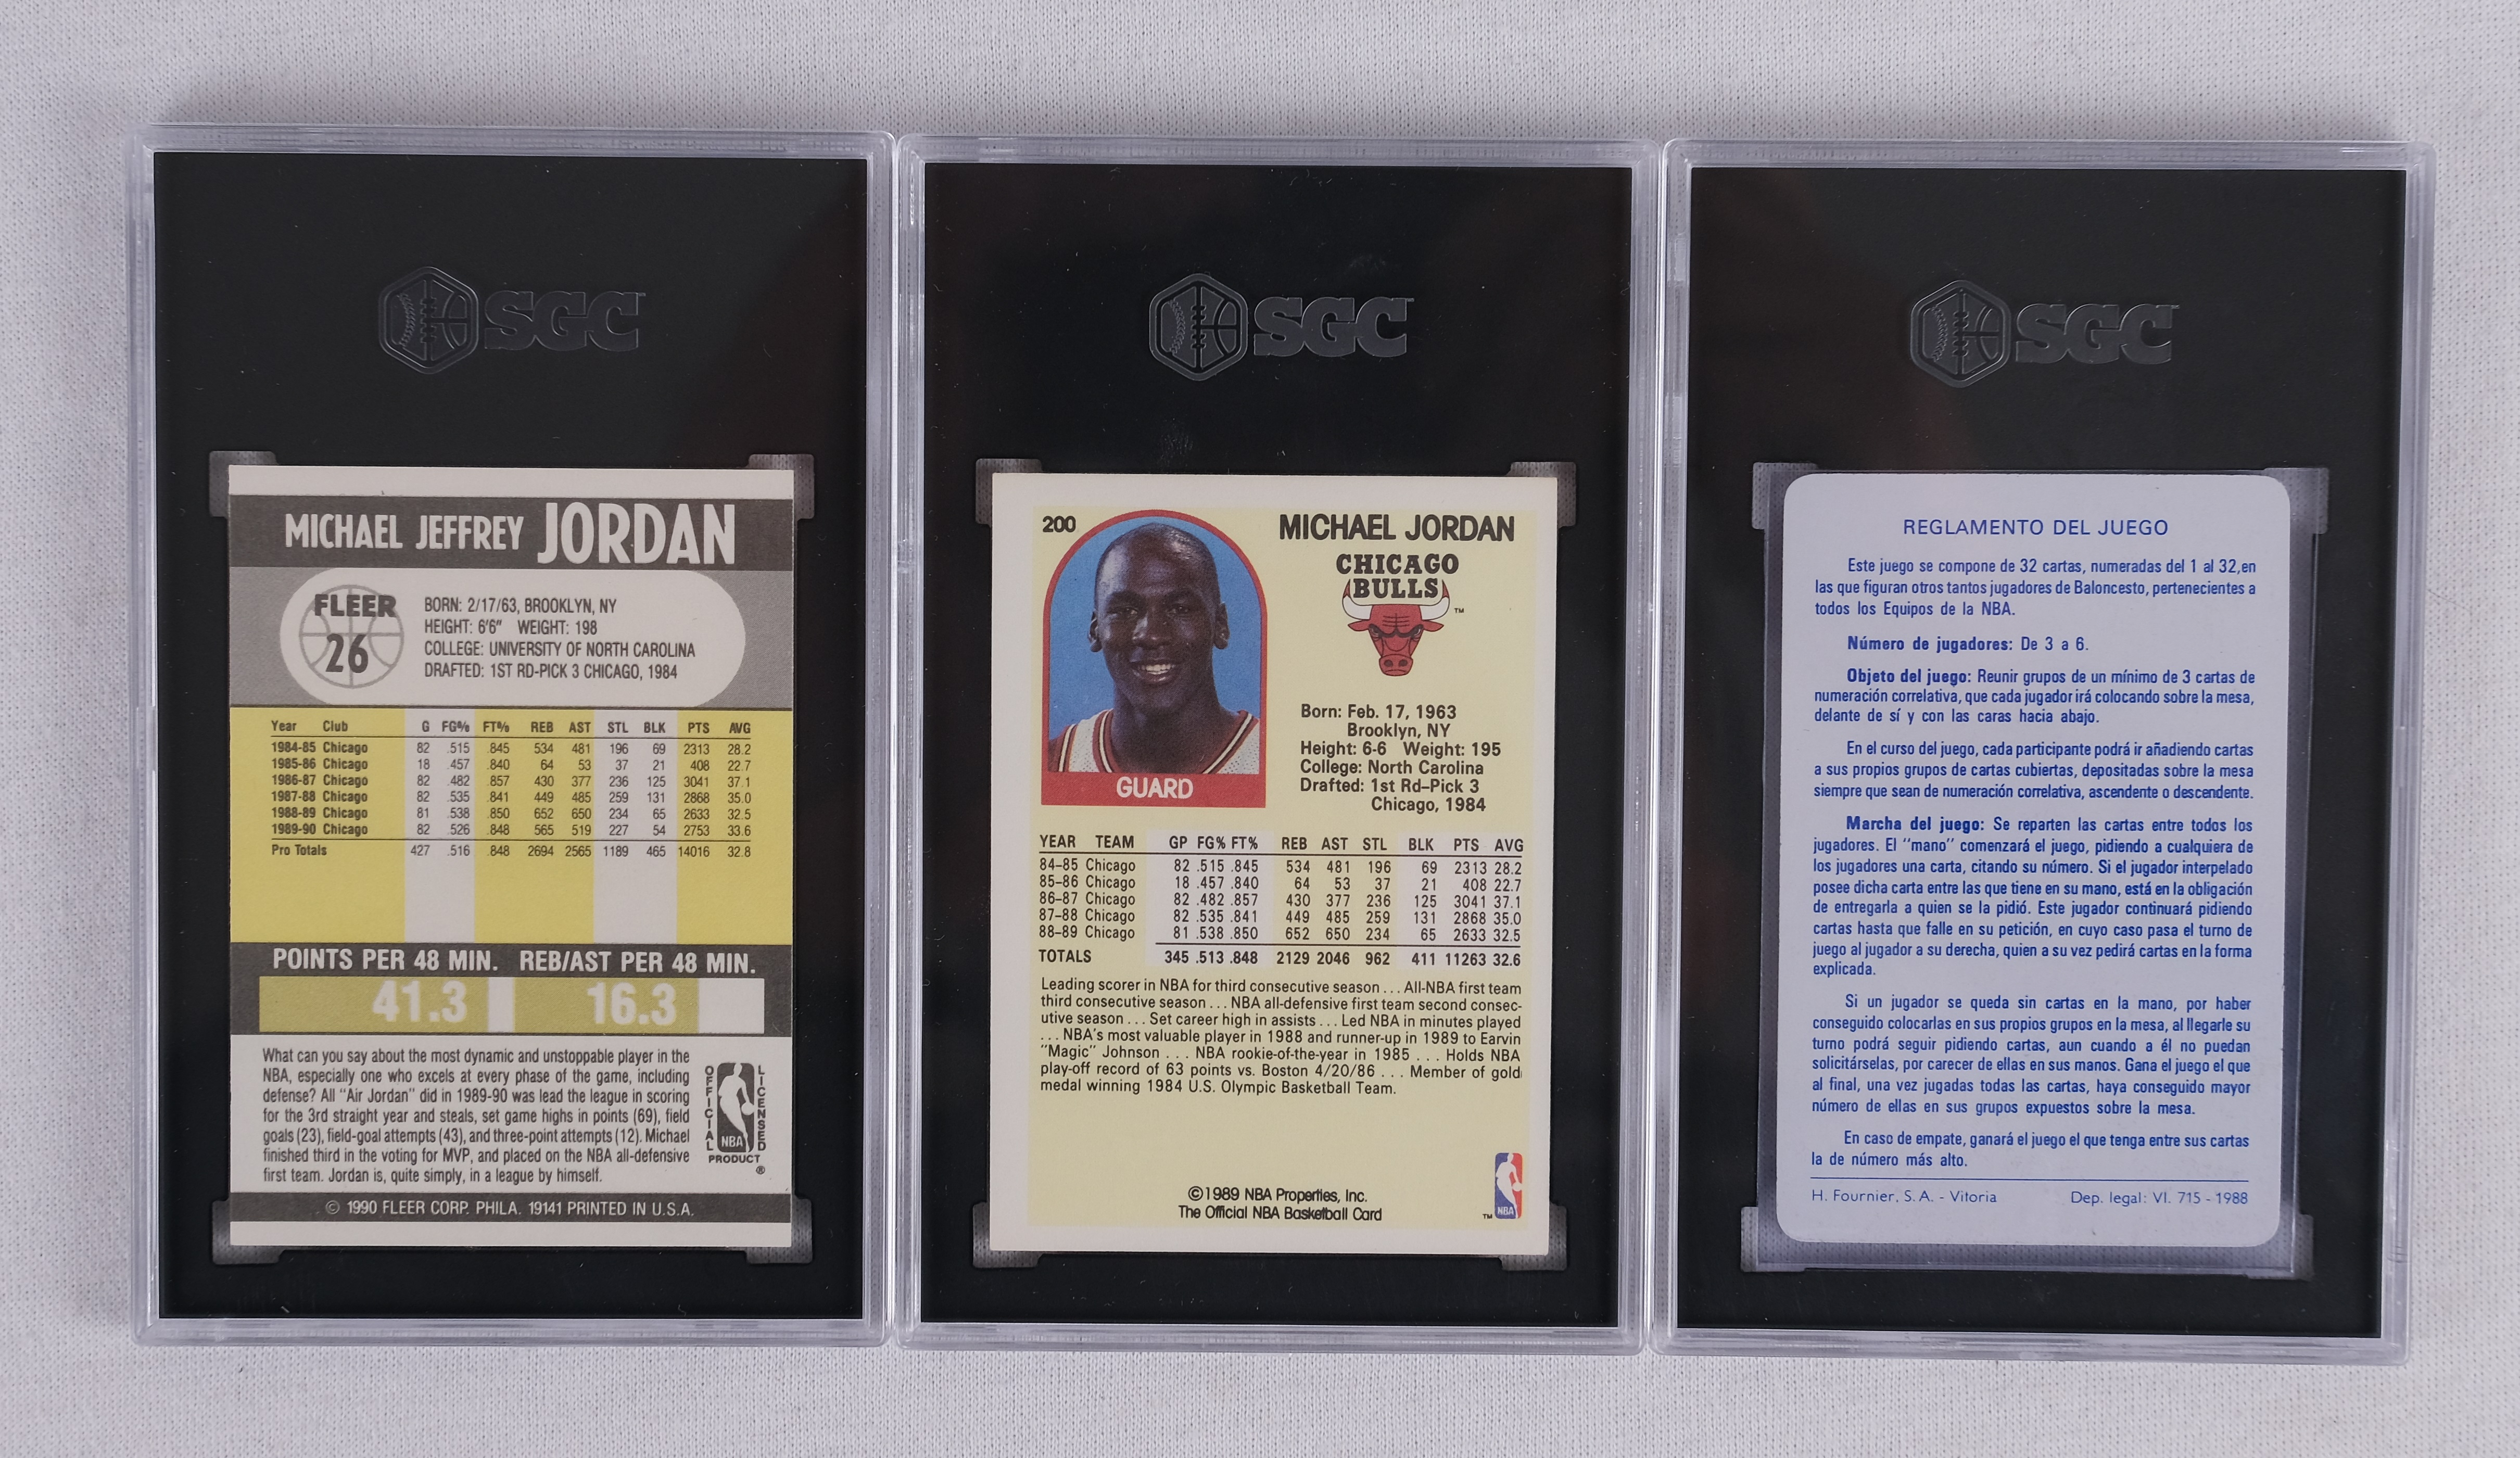 SGC
MICHAEL JEFFREY JORDAN
FLEER
26
BORN: 2/17/63, BROOKLYN, NY
HEIGHT: 6'6" WEIGHT: 198
COLLEGE: UNIVERSITY OF NORTH CAROLINA
DRAFTED: 1ST RD-PICK 3 CHICAGO, 1984
Year Club G FG% FT% REB AST STL BLK PTS AVG
1984-85 Chicago 82 .515 .845 534 481 196 69 2313 28.2
1985-86 Chicago 18 .457 .840 64 53 37 21 408 22.7
1986-87 Chicago 82 .482 .857 430 377 236 125 3041 37.1
1987-88 Chicago 82 .535 .841 449 485 259 131 2868 35.0
1988-89 Chicago 81 .538 .850 652 650 234 65 2633 32.5
1989-90 Chicago 82 .526 .848 565 519 227 54 2753 33.6
Pro Totals 427 .516 .848 2694 2565 1189 465 14016 32.8
POINTS PER 48 MIN. REB/AST PER 48 MIN.
41.3 16.3
What can you say about the most dynamic and unstoppable player in the
NBA, especially one who excels at every phase of the game, including
defense? All "Air Jordan" did in 1989-90 was lead the league in scoring
for the 3rd straight year and steals, set game highs in points (69), field
goals (23), field-goal attempts (43), and three-point attempts (12). Michael
finished third in the voting for MVP, and placed on the NBA all-defensive
first team. Jordan is, quite simply, in a league by himself.
OFFICIAL
LICENSED
NBA
PRODUCT
®
© 1990 FLEER CORP. PHILA. 19141 PRINTED IN U.S.A.
SGC
200
MICHAEL JORDAN
CHICAGO
BULLS
TM
GUARD
Born: Feb. 17, 1963
Brooklyn, NY
Height: 6-6 Weight: 195
College: North Carolina
Drafted: 1st Rd–Pick 3
Chicago, 1984
YEAR TEAM GP FG% FT% REB AST STL BLK PTS AVG
84–85 Chicago 82 .515 .845 534 481 196 69 2313 28.2
85–86 Chicago 18 .457 .840 64 53 37 21 408 22.7
86–87 Chicago 82 .482 .857 430 377 236 125 3041 37.1
87–88 Chicago 82 .535 .841 449 485 259 131 2868 35.0
88–89 Chicago 81 .538 .850 652 650 234 65 2633 32.5
TOTALS 345 .513 .848 2129 2046 962 411 11263 32.6
Leading scorer in NBA for third consecutive season . . . All-NBA first team
third consecutive season . . . NBA all-defensive first team second consec-
utive season . . . Set career high in assists . . . Led NBA in minutes played
. . . NBA's most valuable player in 1988 and runner-up in 1989 to Earvin
"Magic" Johnson . . . NBA rookie-of-the-year in 1985 . . . Holds NBA
play-off record of 63 points vs. Boston 4/20/86 . . . Member of gold
medal winning 1984 U.S. Olympic Basketball Team.
©1989 NBA Properties, Inc.
The Official NBA Basketball Card
TM NBA
SGC
REGLAMENTO DEL JUEGO
Este juego se compone de 32 cartas, numeradas del 1 al 32,en
las que figuran otros tantos jugadores de Baloncesto, pertenecientes a
todos los Equipos de la NBA.
Número de jugadores: De 3 a 6.
Objeto del juego: Reunir grupos de un mínimo de 3 cartas de
numeración correlativa, que cada jugador irá colocando sobre la mesa,
delante de sí y con las caras hacia abajo.
En el curso del juego, cada participante podrá ir añadiendo cartas
a sus propios grupos de cartas cubiertas, depositadas sobre la mesa
siempre que sean de numeración correlativa, ascendente o descendente.
Marcha del juego: Se reparten las cartas entre todos los
jugadores. El "mano" comenzará el juego, pidiendo a cualquiera de
los jugadores una carta, citando su número. Si el jugador interpelado
posee dicha carta entre las que tiene en su mano, está en la obligación
de entregarla a quien se la pidió. Este jugador continuará pidiendo
cartas hasta que falle en su petición, en cuyo caso pasa el turno de
juego al jugador a su derecha, quien a su vez pedirá cartas en la forma
explicada.
Si un jugador se queda sin cartas en la mano, por haber
conseguido colocarlas en sus propios grupos en la mesa, al llegarle su
turno podrá seguir pidiendo cartas, aun cuando a él no puedan
solicitárselas, por carecer de ellas en sus manos. Gana el juego el que
al final, una vez jugadas todas las cartas, haya conseguido mayor
número de ellas en sus grupos expuestos sobre la mesa.
En caso de empate, ganará el juego el que tenga entre sus cartas
la de número más alto.
H. Fournier, S. A. - Vitoria Dep. legal: VI. 715 - 1988